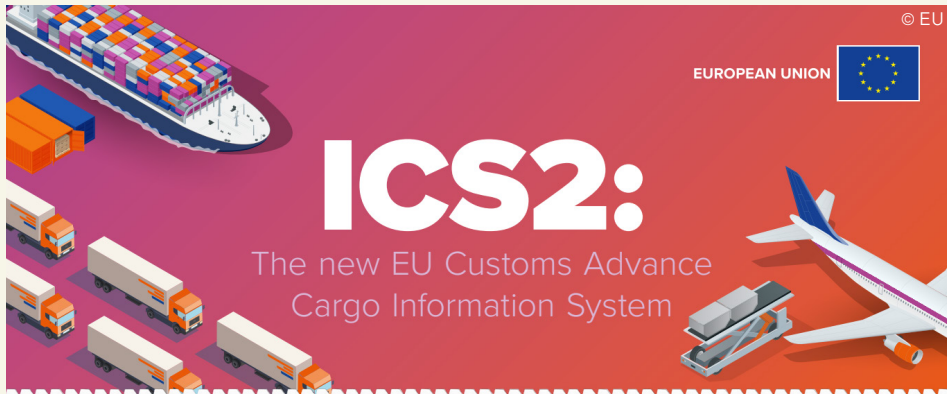 © EU
EUROPEAN UNION
ICS2:
The new EU Customs Advance
Cargo Information System